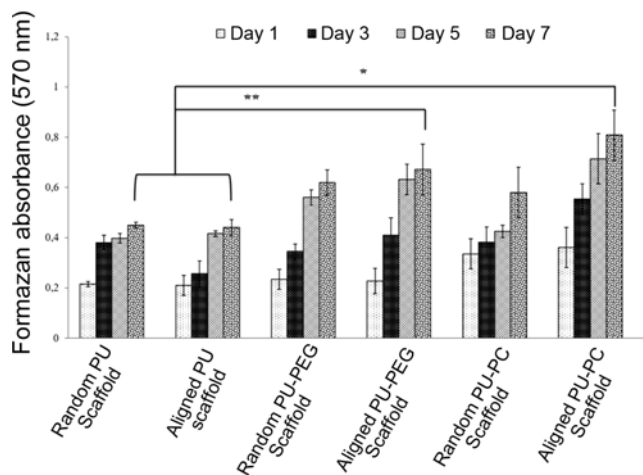 Day 1 Day 3 Day 5 Day 7
Formazan absorbance (570 nm)
1,2
1
0,8
0,6
0,4
0,2
0
*
**
Random PU
Scaffold
Aligned PU
scaffold
Random PU-PEG
Scaffold
Aligned PU-PEG
Scaffold
Random PU-PC
Scaffold
Aligned PU-PC
Scaffold